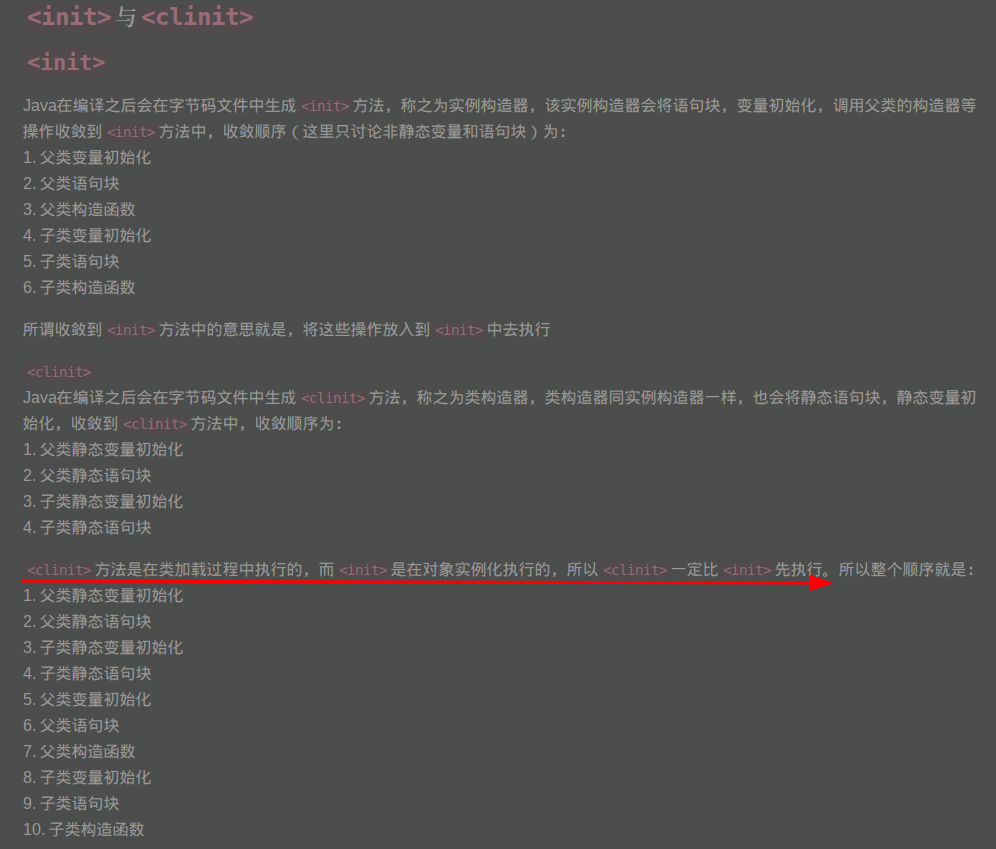 <init>与<clinit>
<init>
Java在编译之后会在字节码文件中生成 <init> 方法，称之为实例构造器，该实例构造器会将语句块，变量初始化，调用父类的构造器等
操作收敛到 <init> 方法中，收敛顺序（这里只讨论非静态变量和语句块）为：
1. 父类变量初始化
2. 父类语句块
3. 父类构造函数
4. 子类变量初始化
5. 子类语句块
6. 子类构造函数
所谓收敛到 <init> 方法中的意思就是，将这些操作放入到 <init> 中去执行
<clinit>
Java在编译之后会在字节码文件中生成 <clinit> 方法，称之为类构造器，类构造器同实例构造器一样，也会将静态语句块，静态变量初
始化，收敛到 <clinit> 方法中，收敛顺序为：
1. 父类静态变量初始化
2. 父类静态语句块
3. 子类静态变量初始化
4. 子类静态语句块
<clinit> 方法是在类加载过程中执行的，而 <init> 是在对象实例化执行的，所以 <clinit> 一定比 <init> 先执行。所以整个顺序就是：
1. 父类静态变量初始化
2. 父类静态语句块
3. 子类静态变量初始化
4. 子类静态语句块
5. 父类变量初始化
6. 父类语句块
7. 父类构造函数
8. 子类变量初始化
9. 子类语句块
10. 子类构造函数